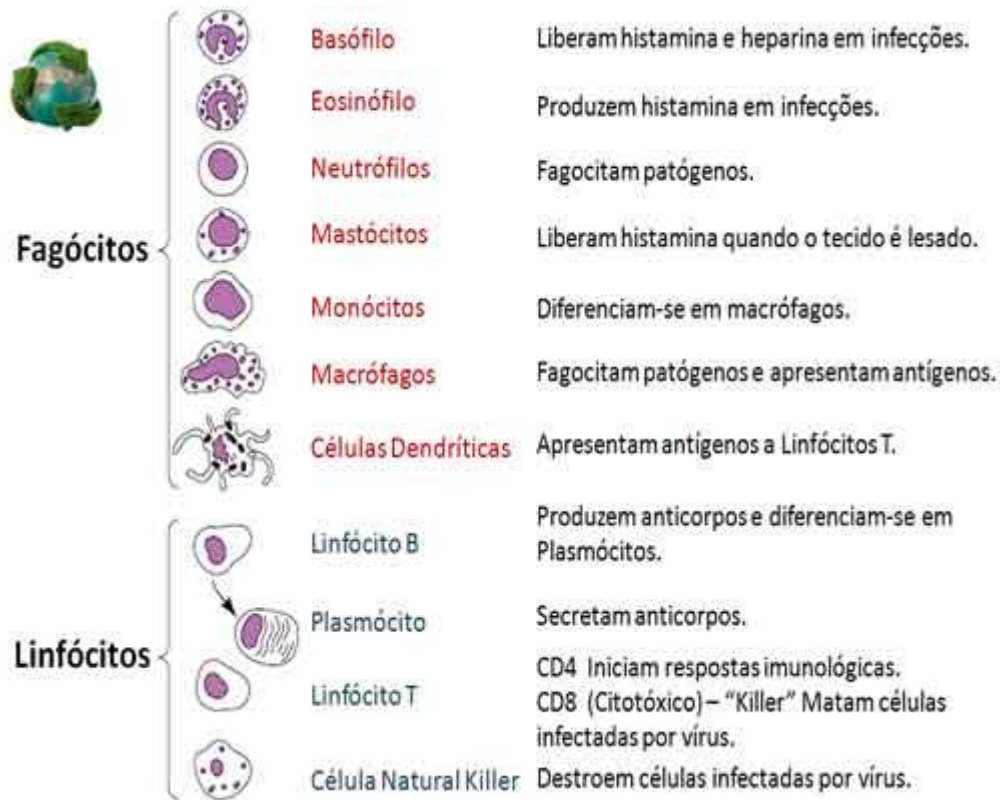 Basófilo
Liberam histamina e heparina em infecções.
Eosinófilo
Produzem histamina em infecções.
Neutrófilos
Fagocitam patógenos.
Fagócitos
Mastócitos
Liberam histamina quando o tecido é lesado.
Monócitos
Diferenciam-se em macrófagos.
Macrófagos
Fagocitam patógenos e apresentam antígenos.
Células Dendríticas
Apresentam antígenos a Linfócitos T.
Linfócito B
Produzem anticorpos e diferenciam-se em
Plasmócitos.
Plasmócito
Secretam anticorpos.
Linfócitos
Linfócito T
CD4 Iniciam respostas imunológicas.
CD8 (Citotóxico) – “Killer” Matam células
infectadas por vírus.
Célula Natural Killer
Destroem células infectadas por vírus.